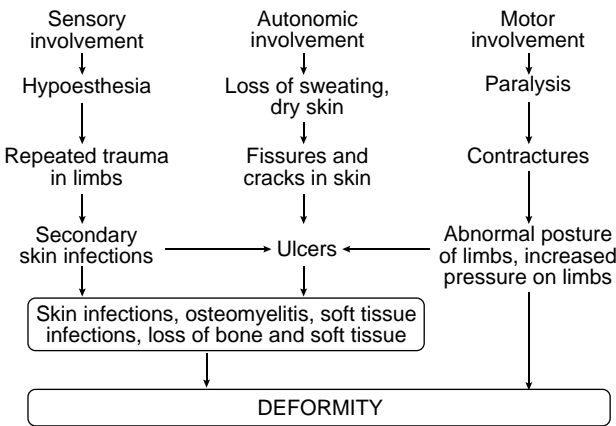 Sensory
involvement
Autonomic
involvement
Motor
involvement
Hypoesthesia
Loss of sweating,
dry skin
Paralysis
Repeated trauma
in limbs
Fissures and
cracks in skin
Contractures
Secondary
skin infections
Ulcers
Abnormal posture
of limbs, increased
pressure on limbs
Skin infections, osteomyelitis, soft tissue
infections, loss of bone and soft tissue
DEFORMITY